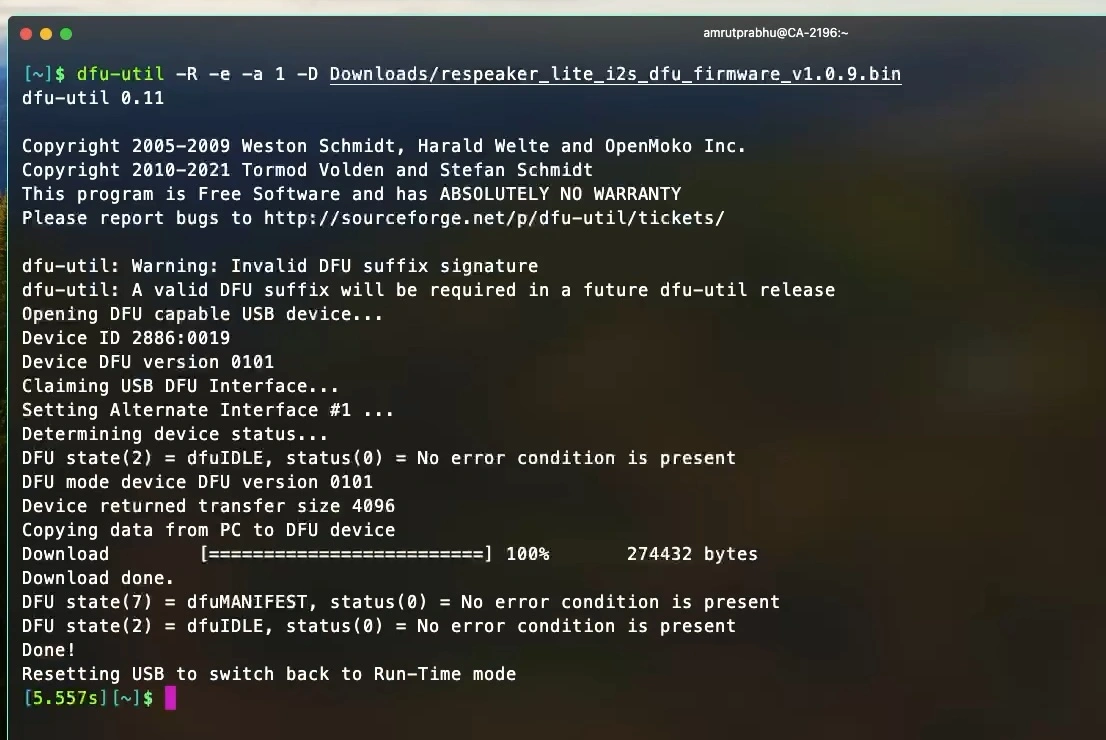 amrutprabhu@CA-2196:~
[~]$ dfu-util -R -e -a 1 -D Downloads/respeaker_lite_i2s_dfu_firmware_v1.0.9.bin
dfu-util 0.11
Copyright 2005-2009 Weston Schmidt, Harald Welte and OpenMoko Inc.
Copyright 2010-2021 Tormod Volden and Stefan Schmidt
This program is Free Software and has ABSOLUTELY NO WARRANTY
Please report bugs to http://sourceforge.net/p/dfu-util/tickets/
dfu-util: Warning: Invalid DFU suffix signature
dfu-util: A valid DFU suffix will be required in a future dfu-util release
Opening DFU capable USB device...
Device ID 2886:0019
Device DFU version 0101
Claiming USB DFU Interface...
Setting Alternate Interface #1 ...
Determining device status...
DFU state(2) = dfuIDLE, status(0) = No error condition is present
DFU mode device DFU version 0101
Device returned transfer size 4096
Copying data from PC to DFU device
Download [=========================] 100% 274432 bytes
Download done.
DFU state(7) = dfuMANIFEST, status(0) = No error condition is present
DFU state(2) = dfuIDLE, status(0) = No error condition is present
Done!
Resetting USB to switch back to Run-Time mode
[5.557s][~]$